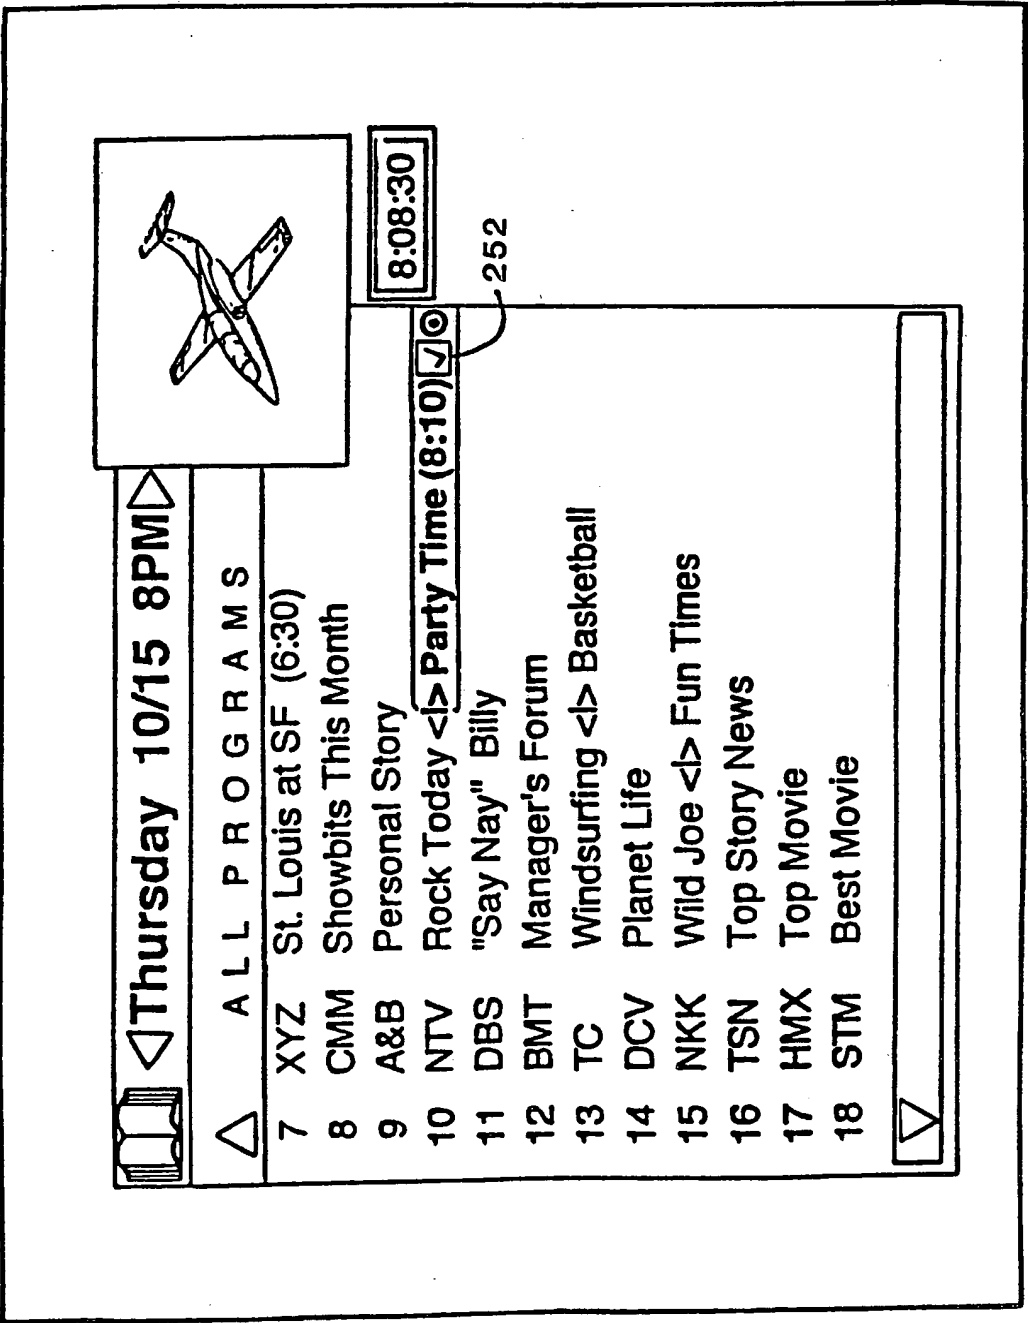 Thursday 10/15 8PM
ALL PROGRAMS
8:08:30
7 XYZ St. Louis at SF (6:30)
8 CMM Showbits This Month
9 A&B Personal Story
10 NTV Rock Today <I> Party Time (8:10)
252
11 DBS "Say Nay" Billy
12 BMT Manager's Forum
13 TC Windsurfing <I> Basketball
14 DCV Planet Life
15 NKK Wild Joe <I> Fun Times
16 TSN Top Story News
17 HMX Top Movie
18 STM Best Movie